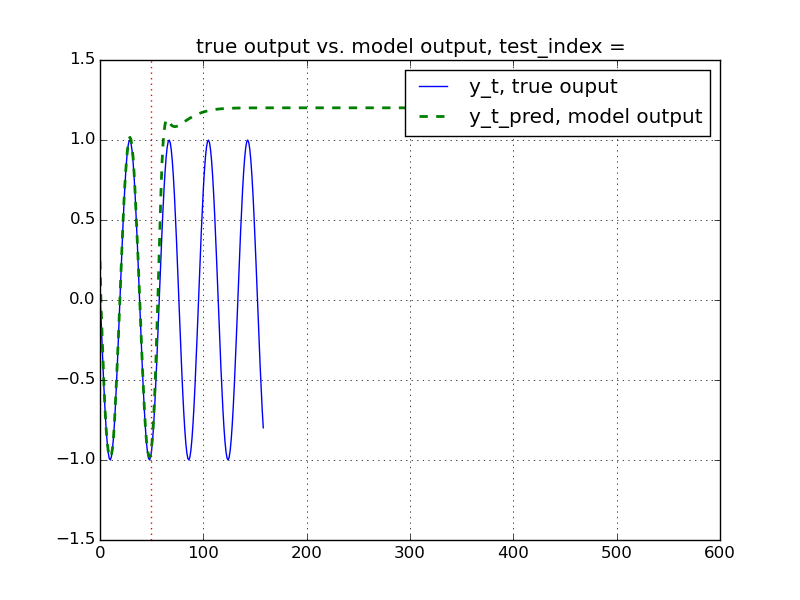 true output vs. model output, test_index =
y_t, true ouput
y_t_pred, model output
1.5
1.0
0.5
0.0
−0.5
−1.0
−1.5
0 100 200 300 400 500 600